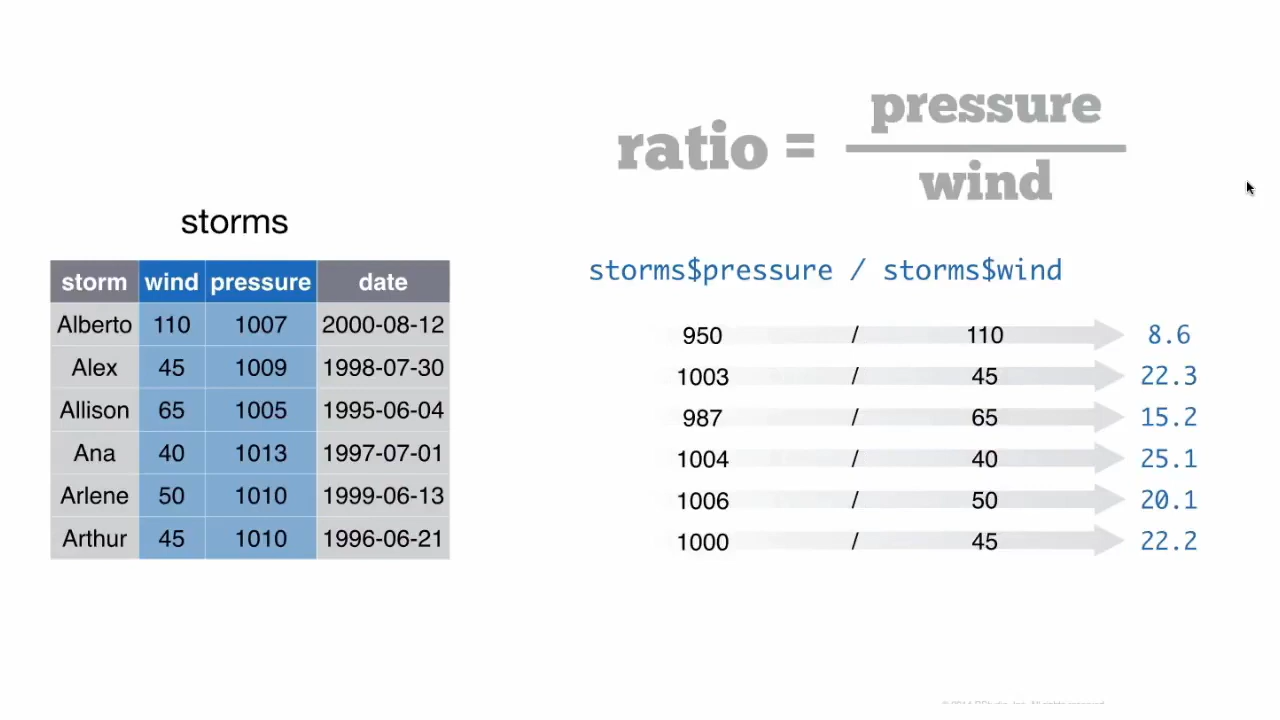 ratio = pressure / wind
storms
storm wind pressure date
Alberto 110 1007 2000-08-12
Alex 45 1009 1998-07-30
Allison 65 1005 1995-06-04
Ana 40 1013 1997-07-01
Arlene 50 1010 1999-06-13
Arthur 45 1010 1996-06-21
storms$pressure / storms$wind
950 / 110 8.6
1003 / 45 22.3
987 / 65 15.2
1004 / 40 25.1
1006 / 50 20.1
1000 / 45 22.2